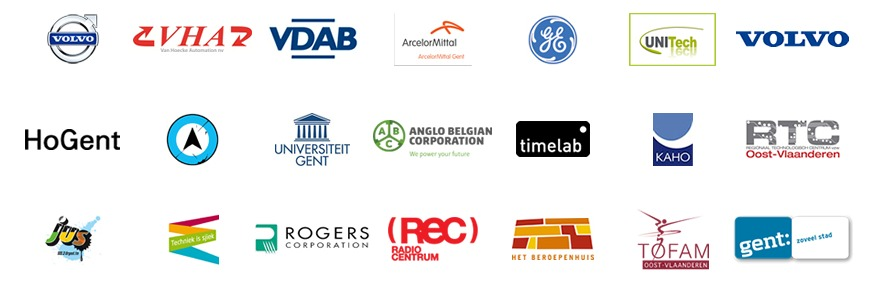 VOLVO
VHA
Van Hoecke Automation nv
VDAB
ArcelorMittal
ArcelorMittal Gent
GE
UNITech
VOLVO
HoGent
UNIVERSITEIT
GENT
ABC
ANGLO BELGIAN
CORPORATION
We power your future
timelab
KAHO
RTC
REGIONAAL TECHNOLOGISCH CENTRUM vzw
Oost-Vlaanderen
jus
Techniek is sjiek
ROGERS
CORPORATION
(REC)
RADIO
CENTRUM
HET BEROEPENHUIS
TOFAM
OOST-VLAANDEREN
gent:
zoveel stad